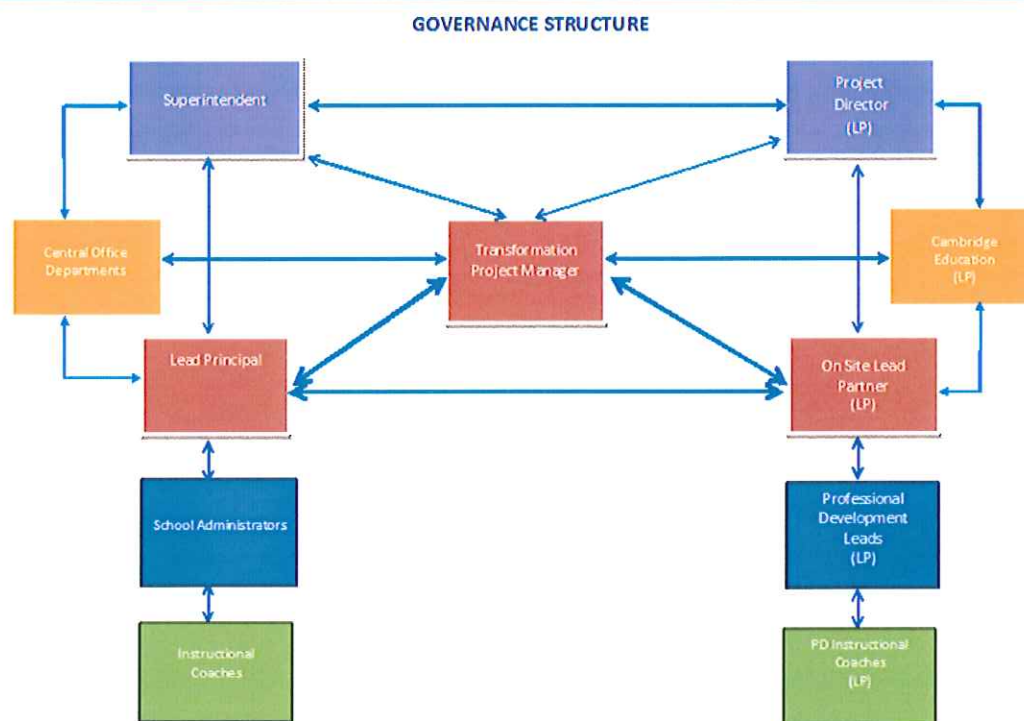 GOVERNANCE STRUCTURE
Superintendent
Project
Director
(LP)
Central Office
Departments
Transformation
Project Manager
Cambridge
Education
(LP)
Lead Principal
On Site Lead
Partner
(LP)
School Administrators
Professional
Development
Leads
(LP)
Instructional
Coaches
PD Instructional
Coaches
(LP)